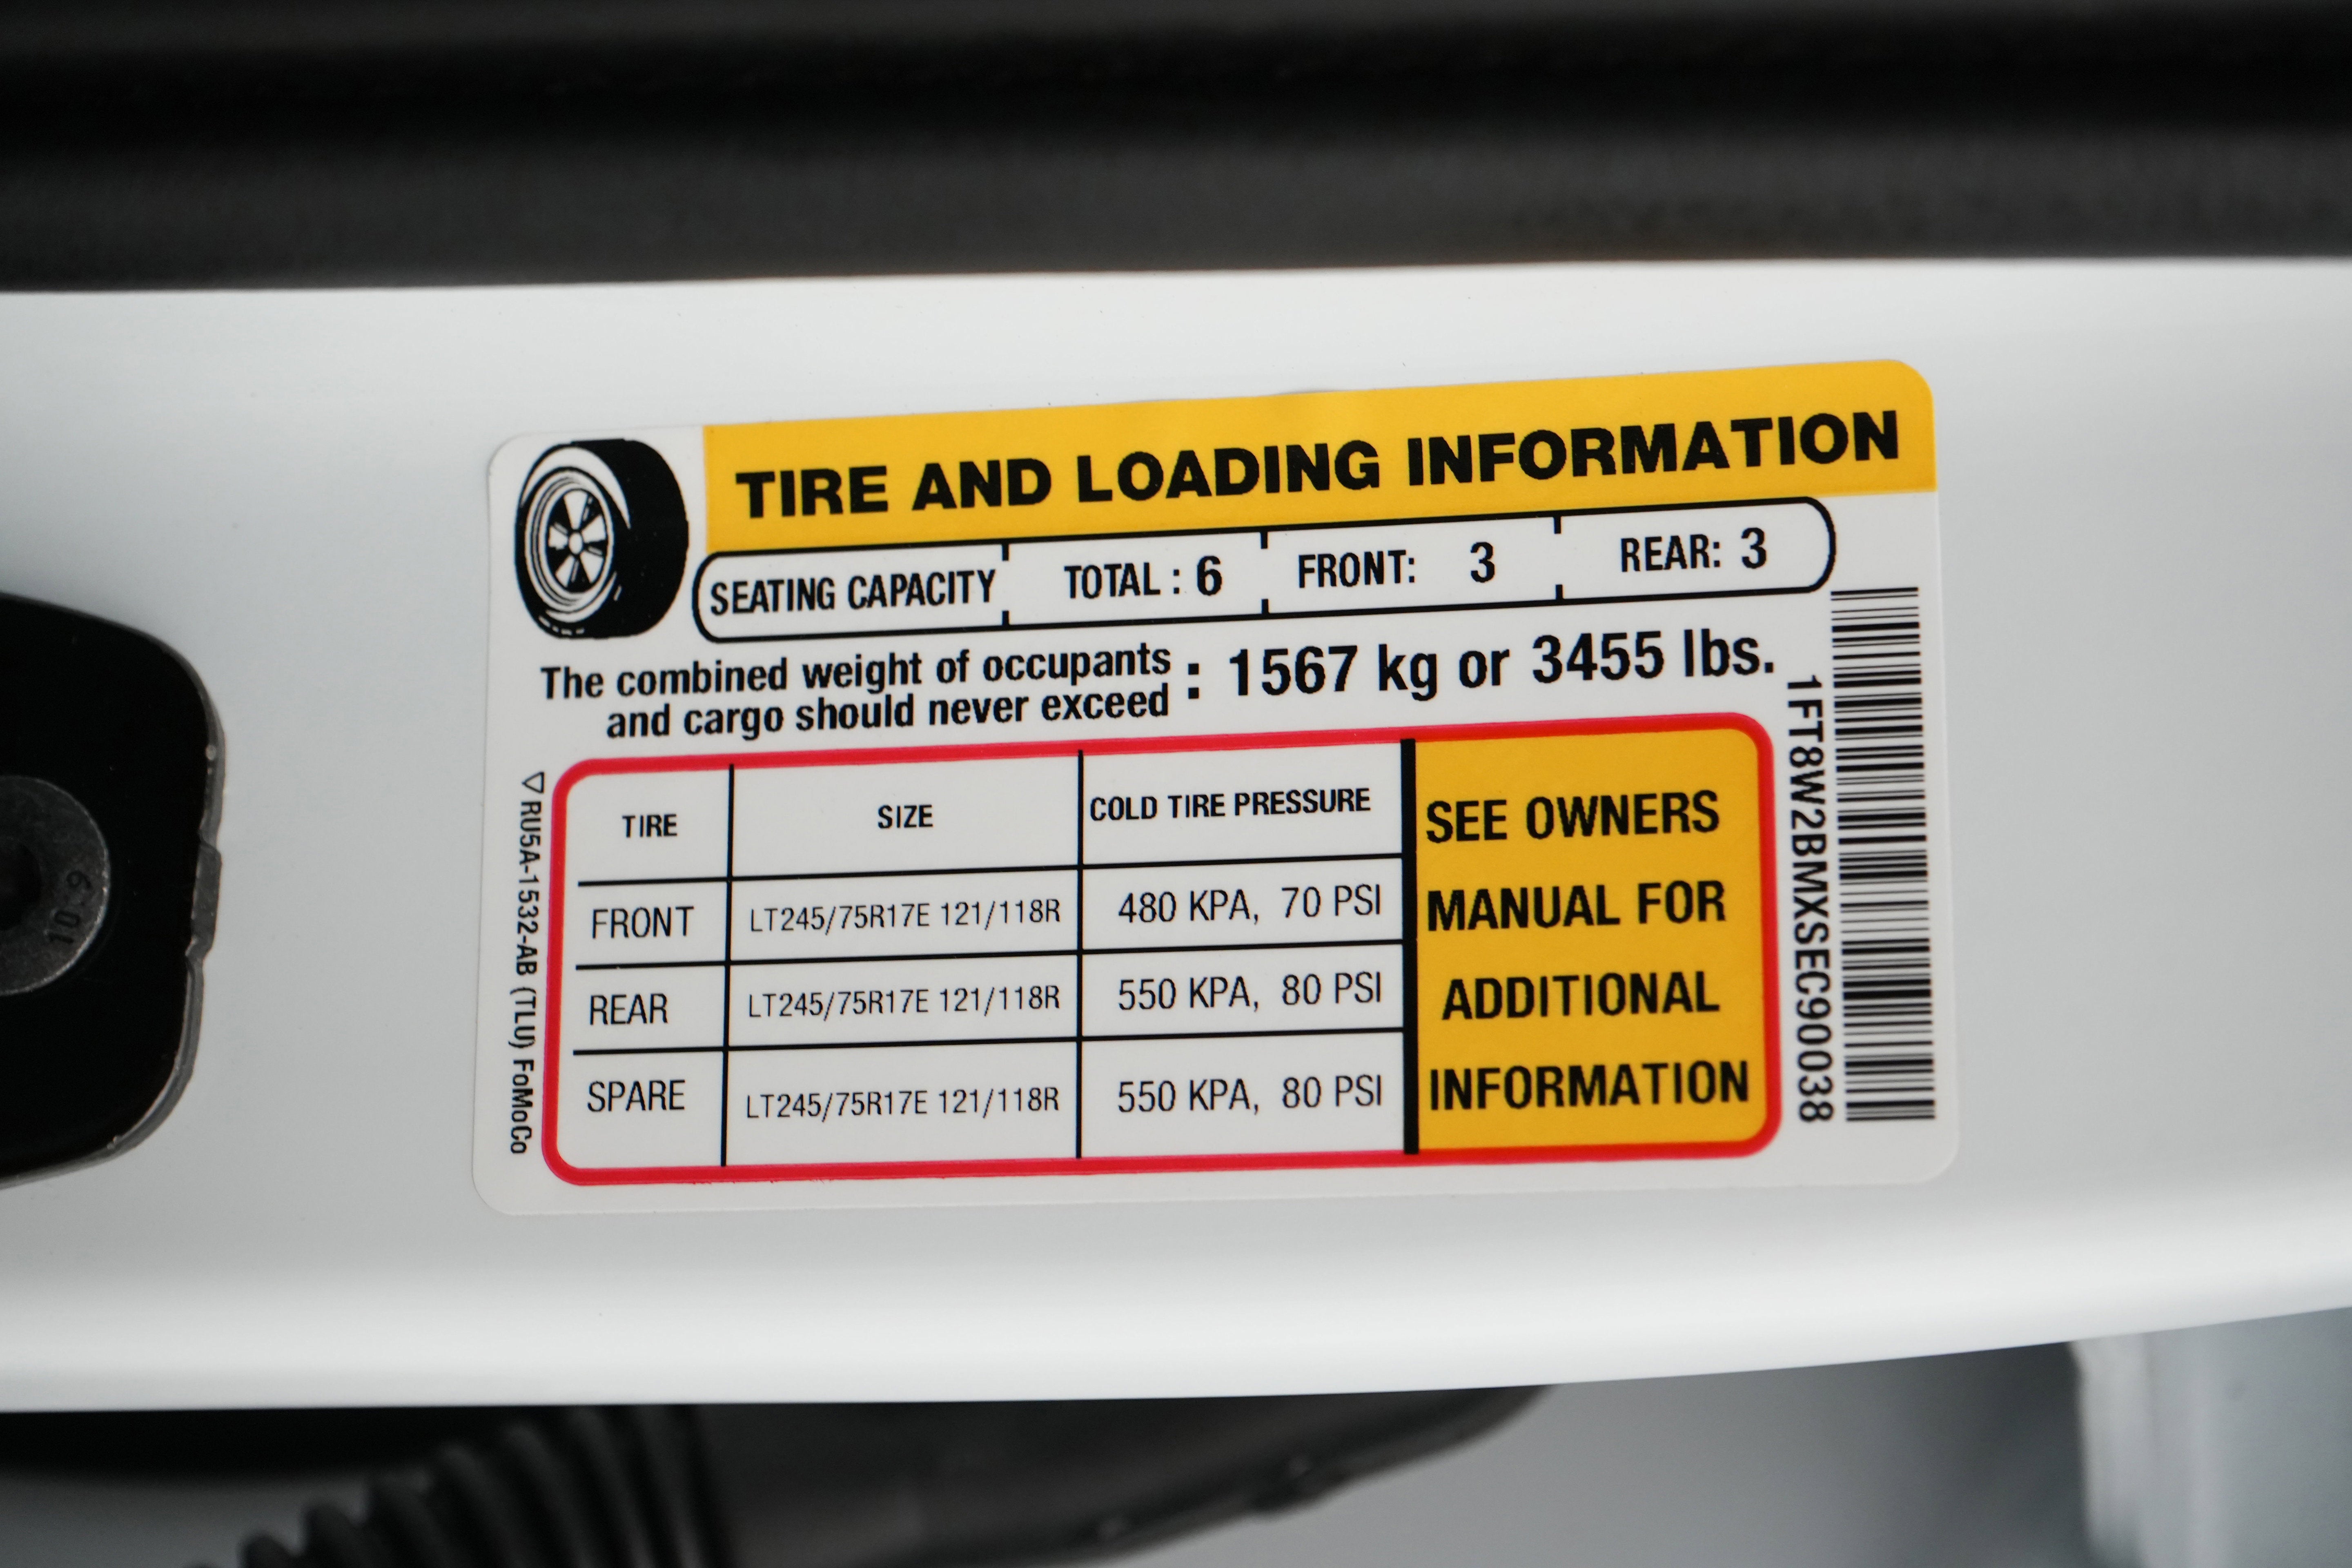 TIRE AND LOADING INFORMATION
SEATING CAPACITY TOTAL : 6 FRONT: 3 REAR: 3
The combined weight of occupants
and cargo should never exceed : 1567 kg or 3455 lbs.
TIRE SIZE COLD TIRE PRESSURE
FRONT LT245/75R17E 121/118R 480 KPA, 70 PSI
REAR LT245/75R17E 121/118R 550 KPA, 80 PSI
SPARE LT245/75R17E 121/118R 550 KPA, 80 PSI
SEE OWNERS
MANUAL FOR
ADDITIONAL
INFORMATION
1FT8W2BMXSEC90038
RU5A-1532-AB (TLU) FoMoCo
10.9